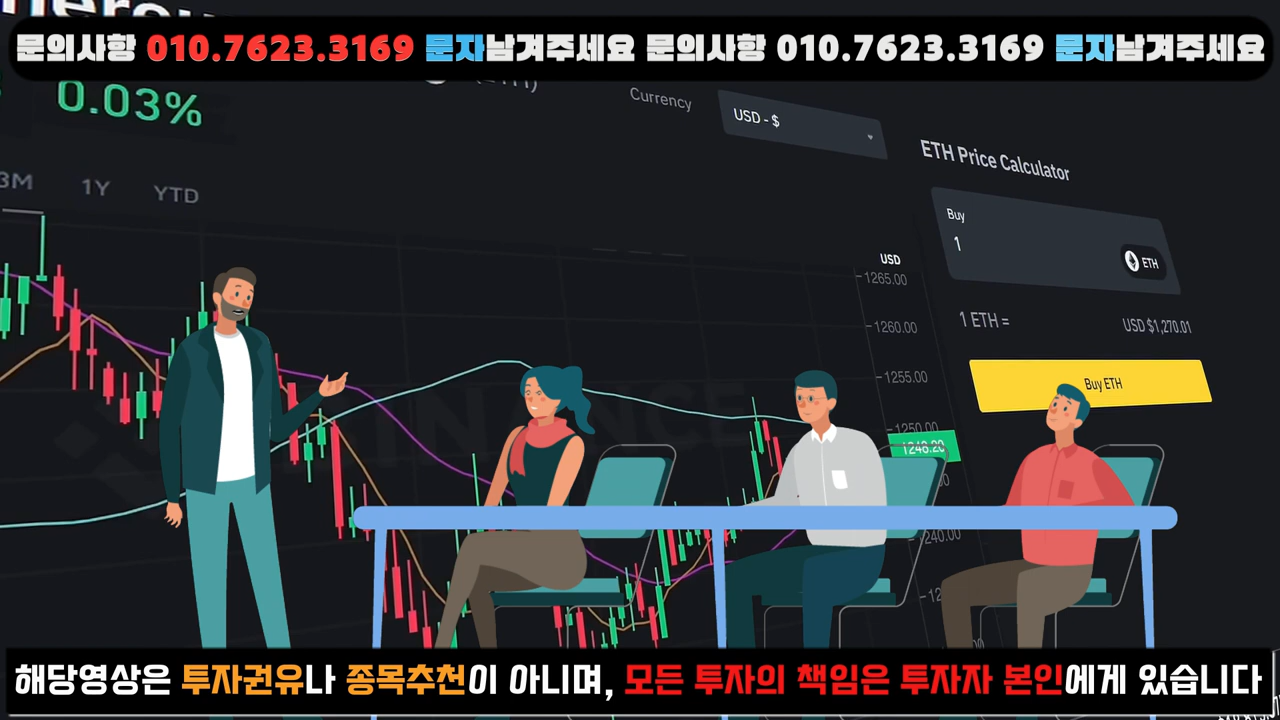 문의사항 010.7623.3169 문자남겨주세요 문의사항 010.7623.3169 문자남겨주세요
0.03%
Currency
USD - $
ETH Price Calculator
3M 1Y YTD
Buy
1
ETH
USD
1265.00
1 ETH =
USD $1,270.01
1260.00
1255.00
Buy ETH
1250.00
1248.20
240.00
해당영상은 투자권유나 종목추천이 아니며, 모든 투자의 책임은 투자자 본인에게 있습니다